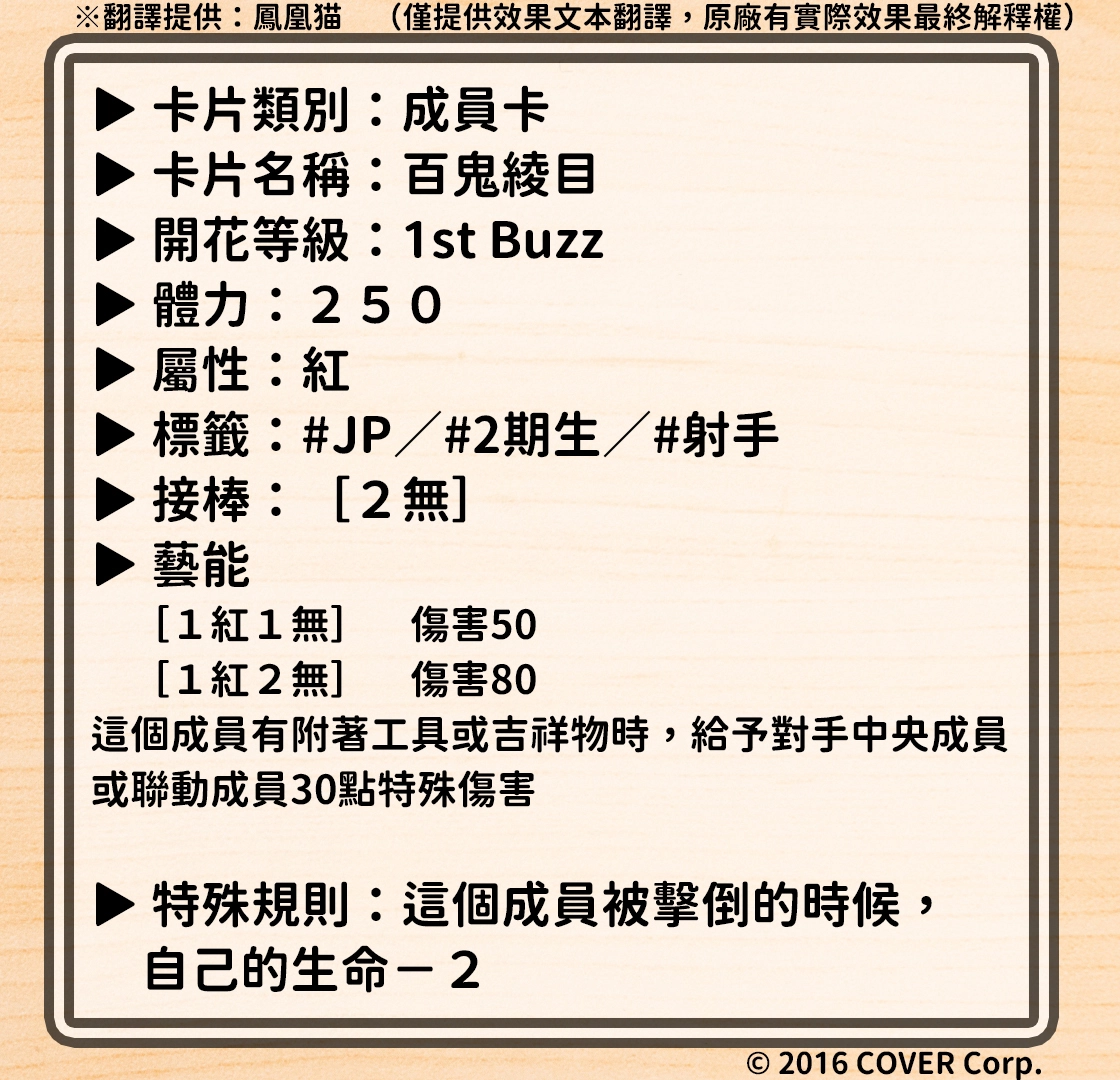 ※翻譯提供：鳳凰猫　（僅提供效果文本翻譯，原廠有實際效果最終解釋權）
▶ 卡片類別：成員卡
▶ 卡片名稱：百鬼綾目
▶ 開花等級：1st Buzz
▶ 體力：２５０
▶ 屬性：紅
▶ 標籤：#JP／#2期生／#射手
▶ 接棒：［２無］
▶ 藝能
［１紅１無］　傷害50
［１紅２無］　傷害80
這個成員有附著工具或吉祥物時，給予對手中央成員
或聯動成員30點特殊傷害
▶ 特殊規則：這個成員被擊倒的時候，
自己的生命－２
© 2016 COVER Corp.